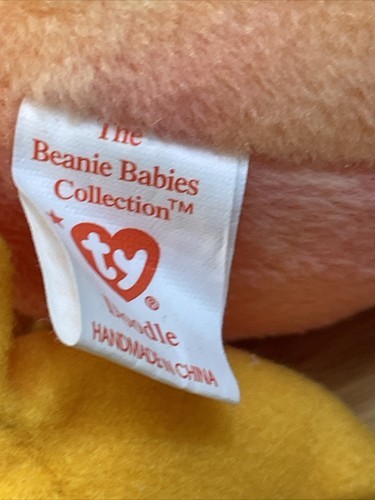 The
Beanie Babies
Collection™
★
ty®
Doodle
HANDMADE IN CHINA